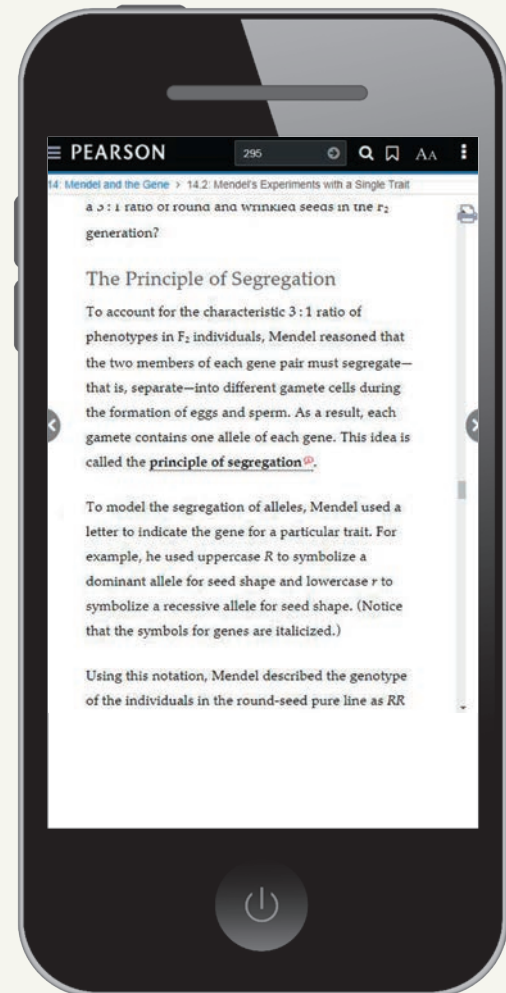 PEARSON 295 AA
14: Mendel and the Gene > 14.2: Mendel's Experiments with a Single Trait
a 3 : 1 ratio of round and wrinkled seeds in the F₂
generation?
The Principle of Segregation
To account for the characteristic 3 : 1 ratio of
phenotypes in F₂ individuals, Mendel reasoned that
the two members of each gene pair must segregate—
that is, separate—into different gamete cells during
the formation of eggs and sperm. As a result, each
gamete contains one allele of each gene. This idea is
called the principle of segregation.
To model the segregation of alleles, Mendel used a
letter to indicate the gene for a particular trait. For
example, he used uppercase R to symbolize a
dominant allele for seed shape and lowercase r to
symbolize a recessive allele for seed shape. (Notice
that the symbols for genes are italicized.)
Using this notation, Mendel described the genotype
of the individuals in the round-seed pure line as RR